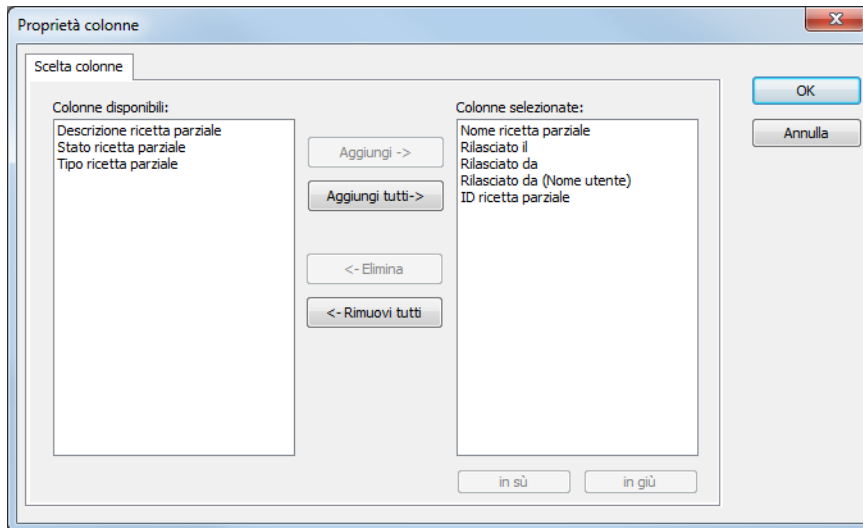 Proprietà colonne
Scelta colonne
Colonne disponibili:
Descrizione ricetta parziale
Stato ricetta parziale
Tipo ricetta parziale
Aggiungi ->
Aggiungi tutti->
<- Elimina
<- Rimuovi tutti
Colonne selezionate:
Nome ricetta parziale
Rilasciato il
Rilasciato da
Rilasciato da (Nome utente)
ID ricetta parziale
in sù
in giù
OK
Annulla